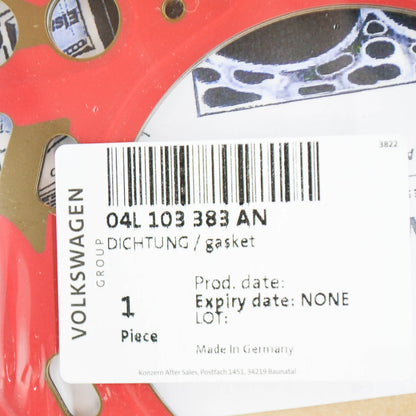 3822
VOLKSWAGEN
GROUP
04L 103 383 AN
DICHTUNG / gasket
1
Piece
Prod. date:
Expiry date: NONE
LOT:
Made in Germany
Konzern After Sales, Postfach 1451, 34219 Baunatal